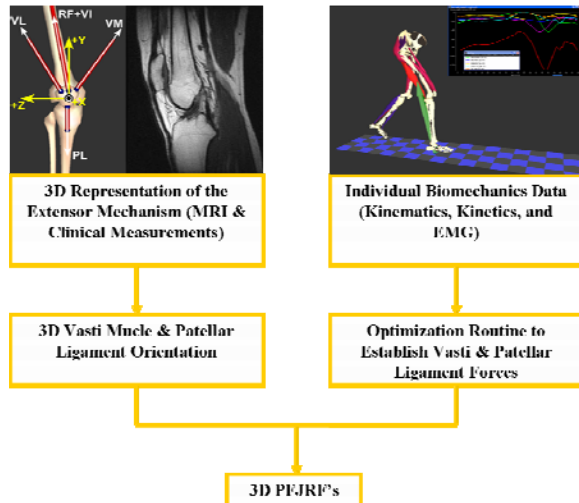 RF+VI
VL
VM
+Y
+Z
+X
PL
3D Representation of the
Extensor Mechanism (MRI &
Clinical Measurements)
Individual Biomechanics Data
(Kinematics, Kinetics, and
EMG)
3D Vasti Mucle & Patellar
Ligament Orientation
Optimization Routine to
Establish Vasti & Patellar
Ligament Forces
3D PFJRF's